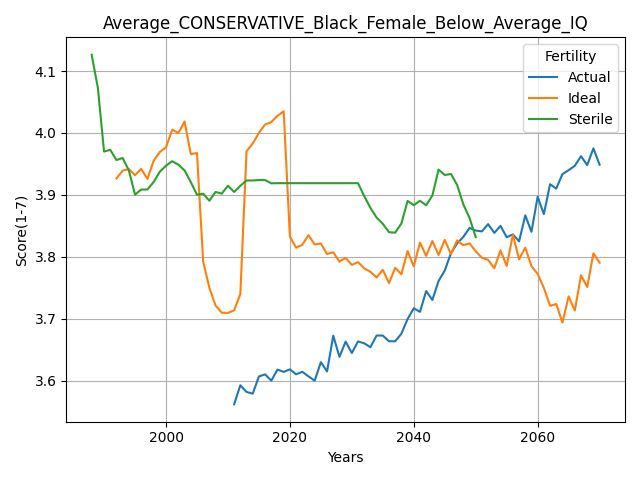 Average_CONSERVATIVE_Black_Female_Below_Average_IQ
Fertility
Actual
Ideal
Sterile
Score(1-7)
4.1
4.0
3.9
3.8
3.7
3.6
2000 2020 2040 2060
Years